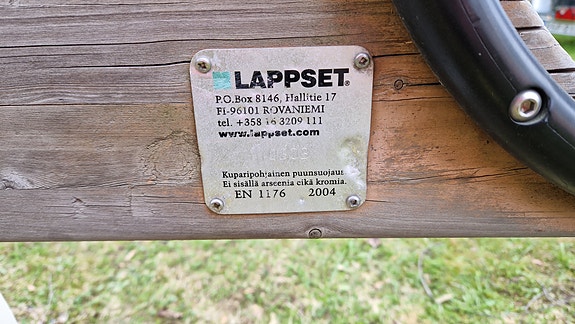 LAPPSET®
P.O.Box 8146, Hallitie 17
FI-96101 ROVANIEMI
tel. +358 16 3209 111
www.lappset.com
Kuparipohjainen puunsuojaus
Ei sisällä arseenia eikä kromia.
EN 1176 2004